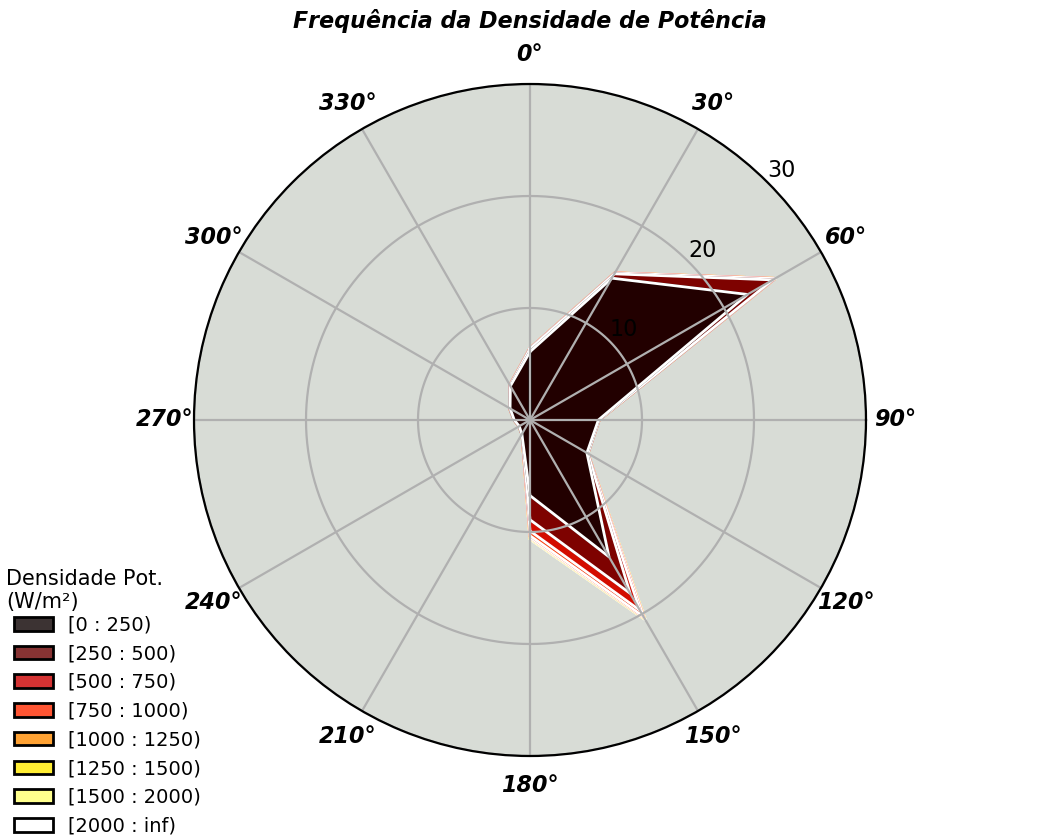 Frequência da Densidade de Potência
0°
330°
30°
30
300°
60°
20
10
270°
90°
Densidade Pot.
(W/m²)
240°
120°
[0 : 250)
[250 : 500)
[500 : 750)
[750 : 1000)
210°
150°
[1000 : 1250)
[1250 : 1500)
180°
[1500 : 2000)
[2000 : inf)